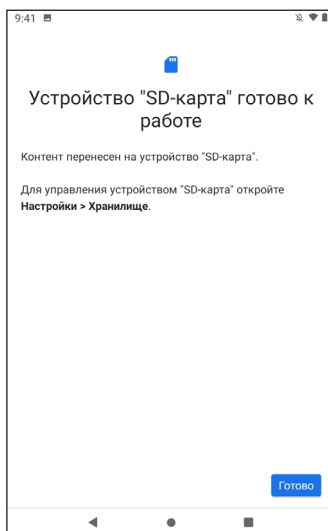 9:41
Устройство "SD-карта" готово к
работе
Контент перенесен на устройство "SD-карта".
Для управления устройством "SD-карта" откройте
Настройки > Хранилище.
Готово